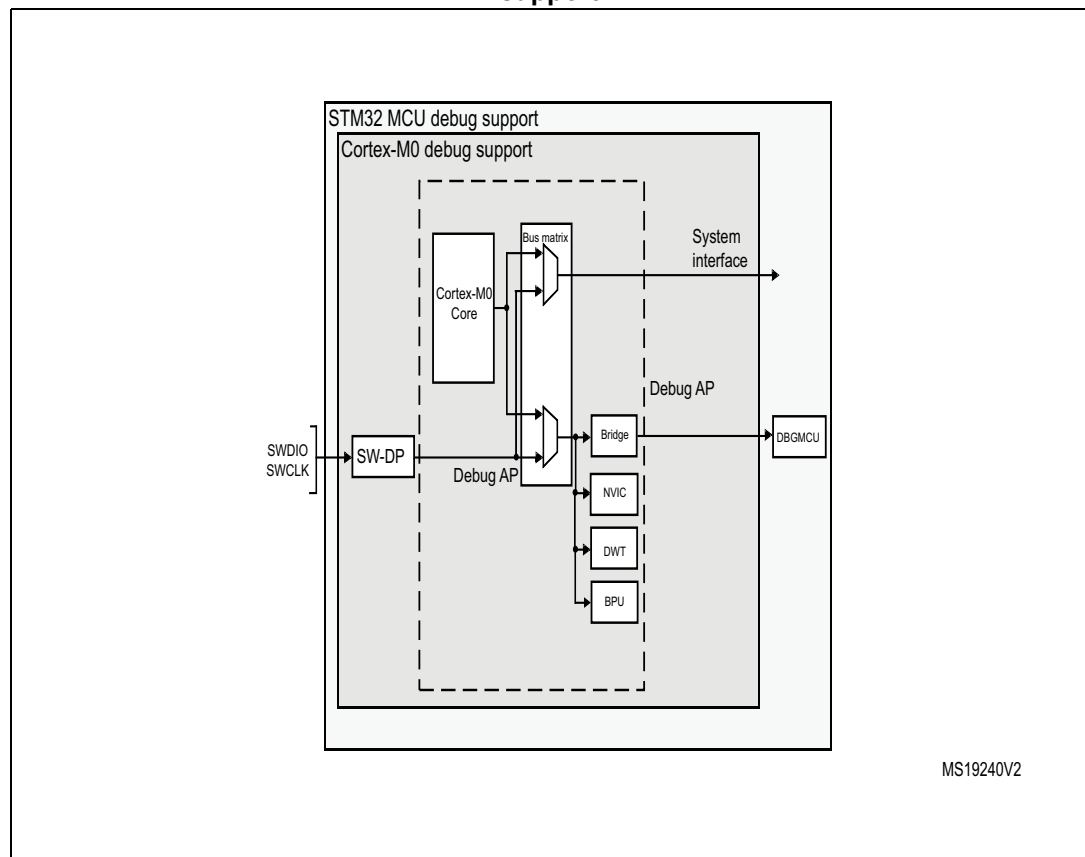 STM32 MCU debug support
Cortex-M0 debug support
Bus matrix
System
interface
Cortex-M0
Core
Debug AP
Bridge
DBGMCU
SWDIO
SWCLK
SW-DP
Debug AP
NVIC
DWT
BPU
MS19240V2